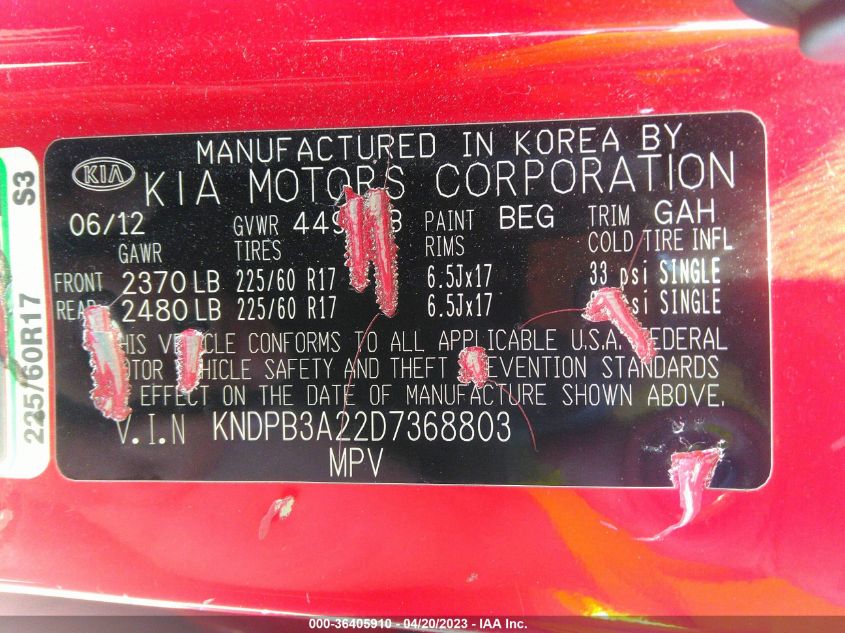 MANUFACTURED IN KOREA BY
KIA KIA MOTORS CORPORATION
06/12 GVWR PAINT BEG TRIM GAH
GAWR TIRES RIMS COLD TIRE INFL
FRONT 2370 LB 225/60 R17 6.5Jx17 33 psi SINGLE
2480 LB 225/60 R17 6.5Jx17 SINGLE
CONFORMS TO ALL APPLICABLE U.S.A.
SAFETY AND THEFT STANDARDS
EFFECT ON THE DATE OF MANUFACTURE SHOWN ABOVE.
V.I.N KNDPB3A22D7368803
MPV
225/60R17 S3
000-36405910 - 04/20/2023 - IAA Inc.